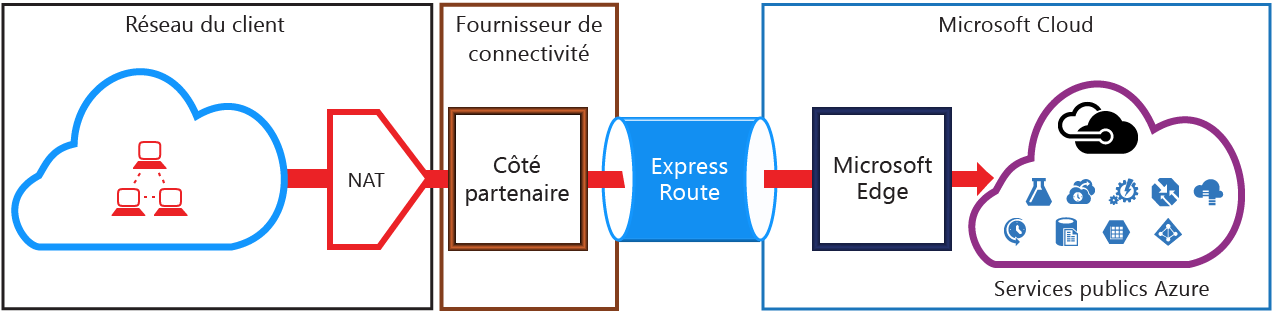 Réseau du client
Fournisseur de
connectivité
Microsoft Cloud
NAT
Côté
partenaire
Express
Route
Microsoft
Edge
Services publics Azure